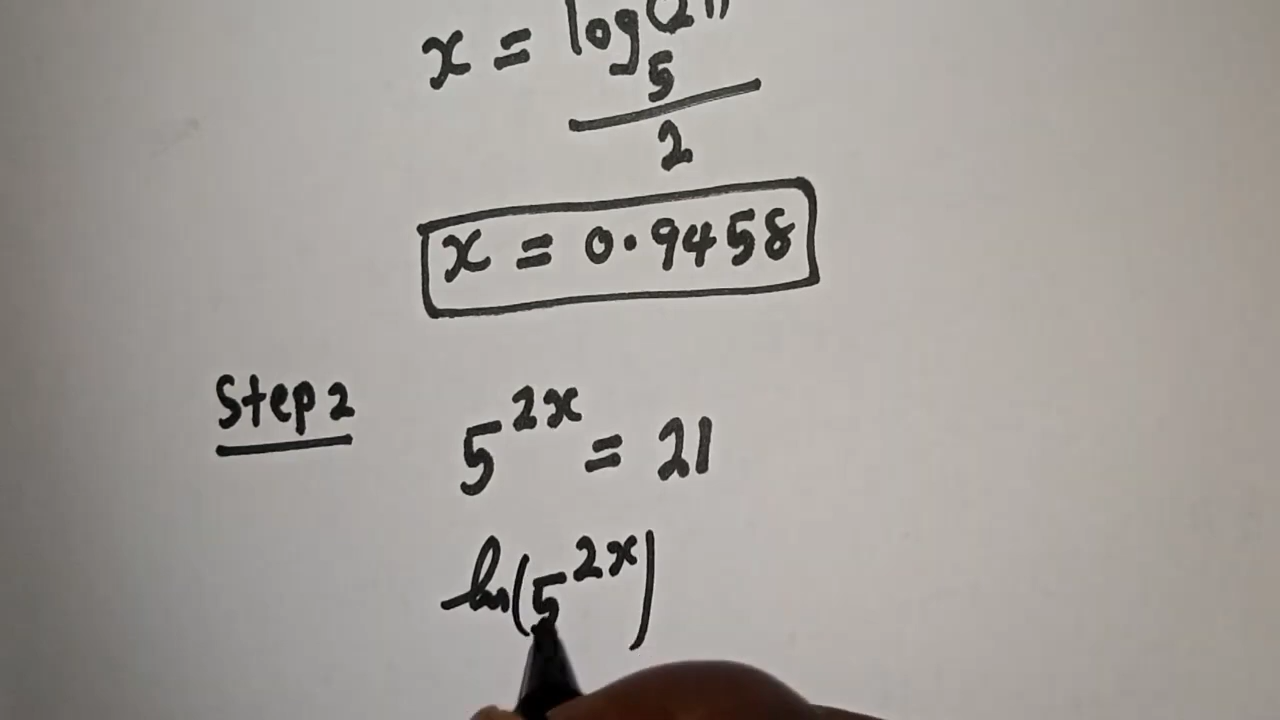 x = log₅(21
2
x = 0.9458
Step 2
5^2x = 21
ln(5^2x)